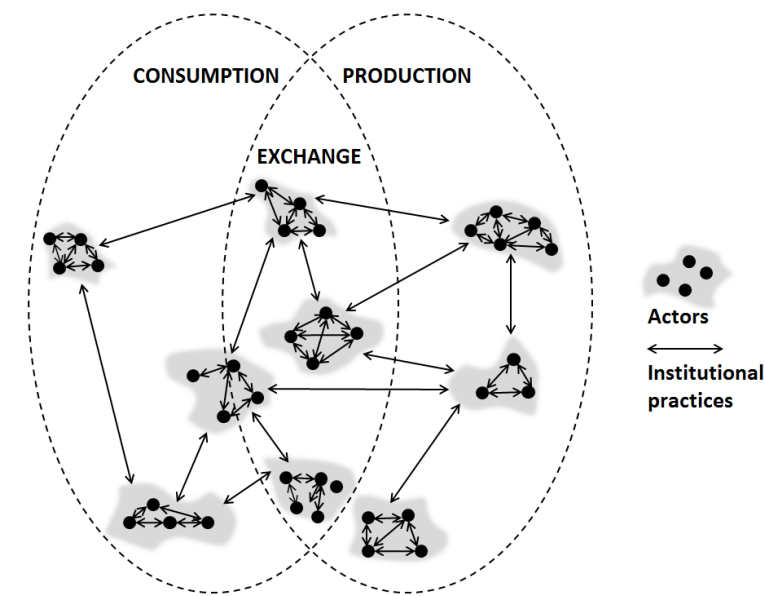 CONSUMPTION
PRODUCTION
EXCHANGE
Actors
Institutional
practices